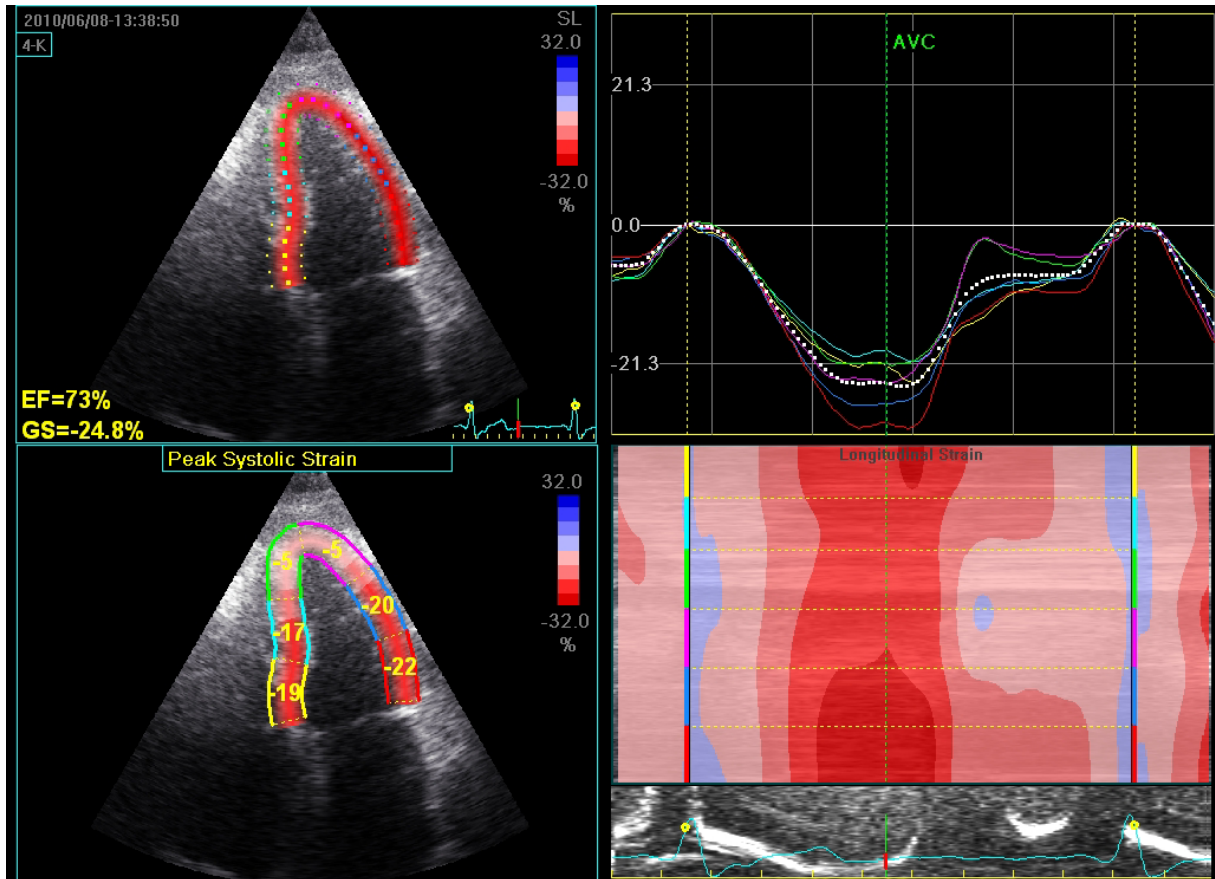 2010/06/08-13:38:50
4-K
SL
32.0
-32.0
%
EF=73%
GS=-24.8%
AVC
21.3
0.0
-21.3
Peak Systolic Strain
32.0
-32.0
%
-5
-5
-17
-20
-19
-22
Longitudinal Strain